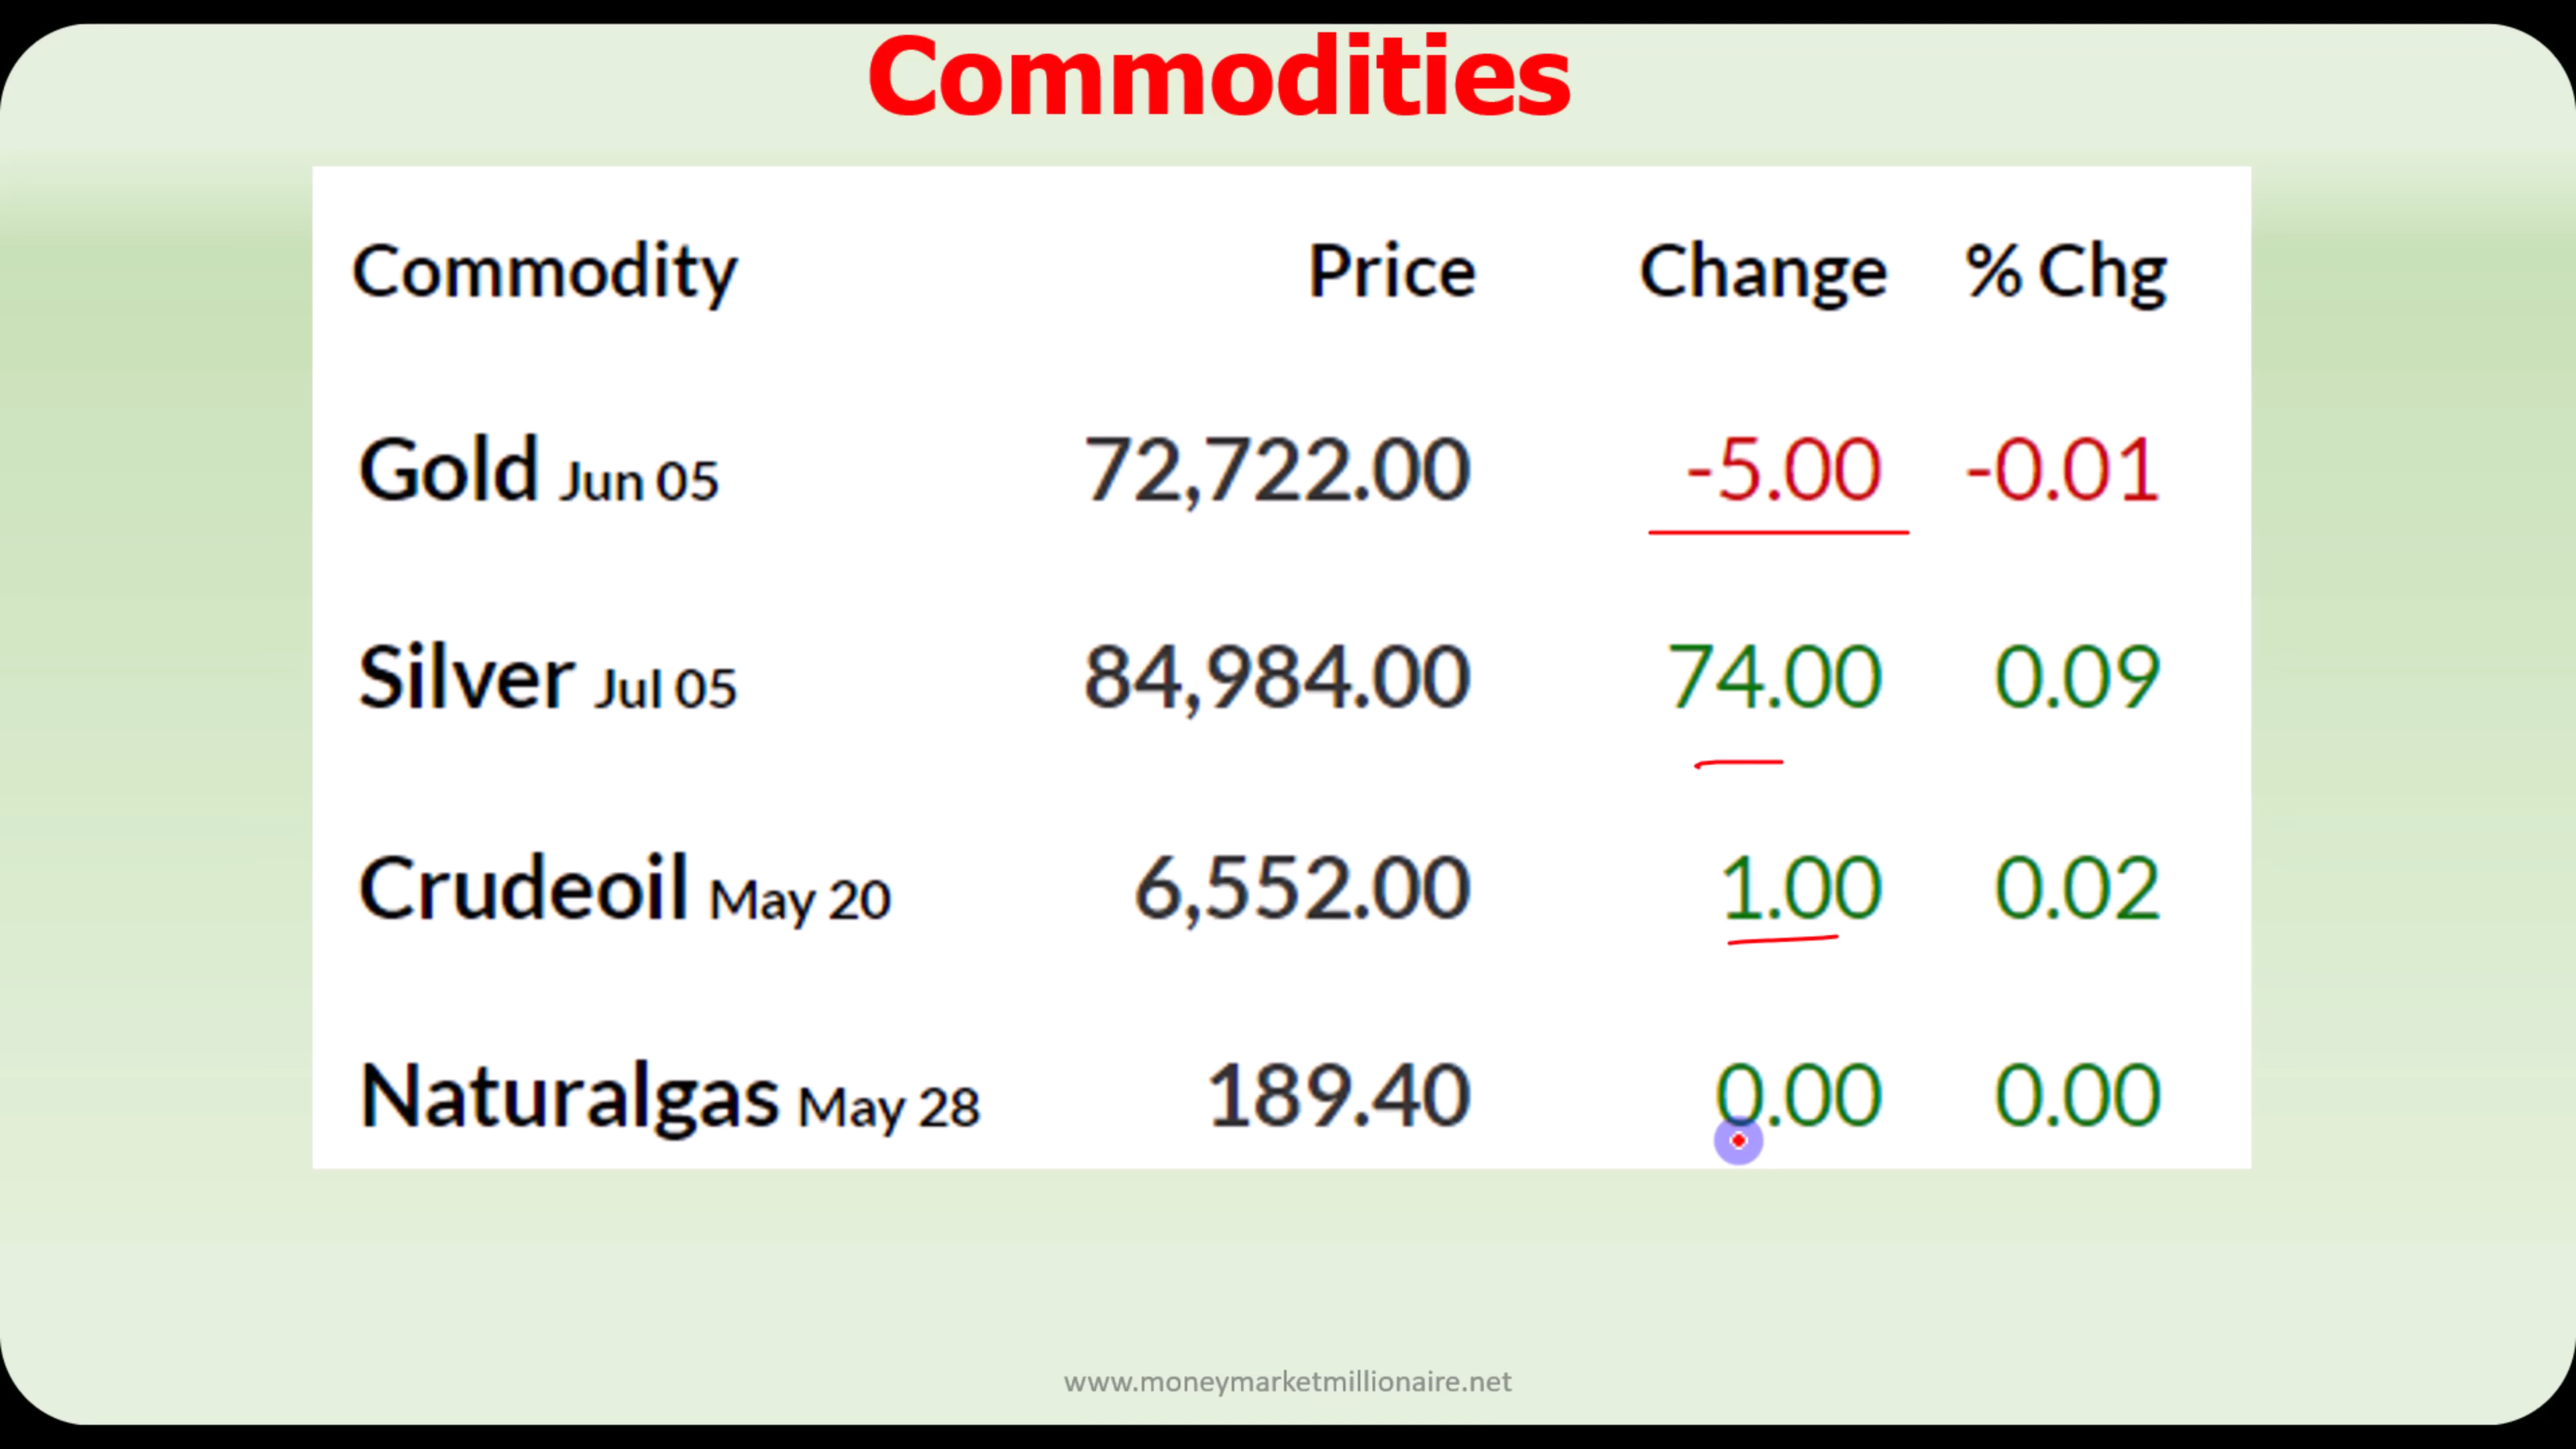 Commodities
Commodity Price Change % Chg
Gold Jun 05 72,722.00 -5.00 -0.01
Silver Jul 05 84,984.00 74.00 0.09
Crudeoil May 20 6,552.00 1.00 0.02
Naturalgas May 28 189.40 0.00 0.00
www.moneymarketmillionaire.net